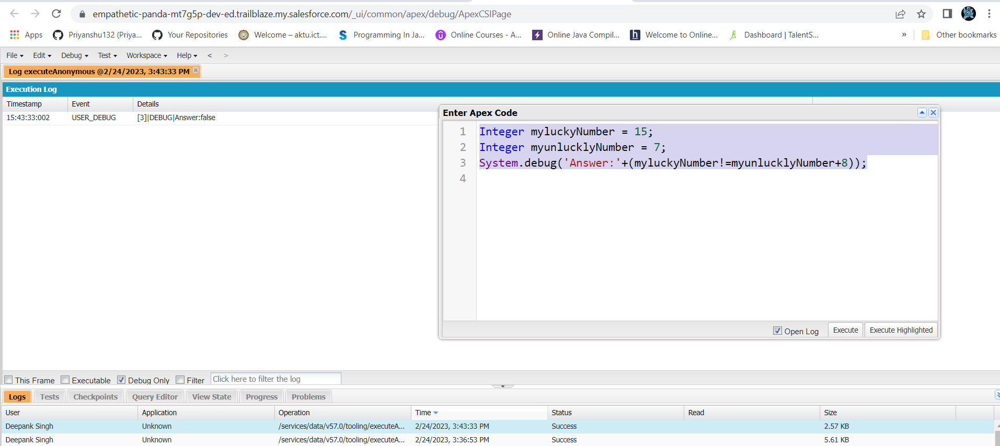 empathetic-panda-mt7g5p-dev-ed.trailblaze.my.salesforce.com/_ui/common/apex/debug/ApexCSIPage
Apps Priyanshu132 (Priya... Your Repositories Welcome – aktu.ict.... Programming In Ja... Online Courses - A... Online Java Compil... Welcome to Online... Dashboard | TalentS... » Other bookmarks
File Edit Debug Test Workspace Help < >
Log executeAnonymous @2/24/2023, 3:43:33 PM
Execution Log
Timestamp Event Details
15:43:33:002 USER_DEBUG [3]|DEBUG|Answer:false
Enter Apex Code
1 Integer myluckyNumber = 15;
2 Integer myunlucklyNumber = 7;
3 System.debug('Answer:'+(myluckyNumber!=myunlucklyNumber+8));
4
Open Log Execute Execute Highlighted
This Frame Executable Debug Only Filter Click here to filter the log
Logs Tests Checkpoints Query Editor View State Progress Problems
User Application Operation Time Status Read Size
Deepank Singh Unknown /services/data/v57.0/tooling/executeA... 2/24/2023, 3:43:33 PM Success 2.57 KB
Deepank Singh Unknown /services/data/v57.0/tooling/executeA... 2/24/2023, 3:36:53 PM Success 5.61 KB